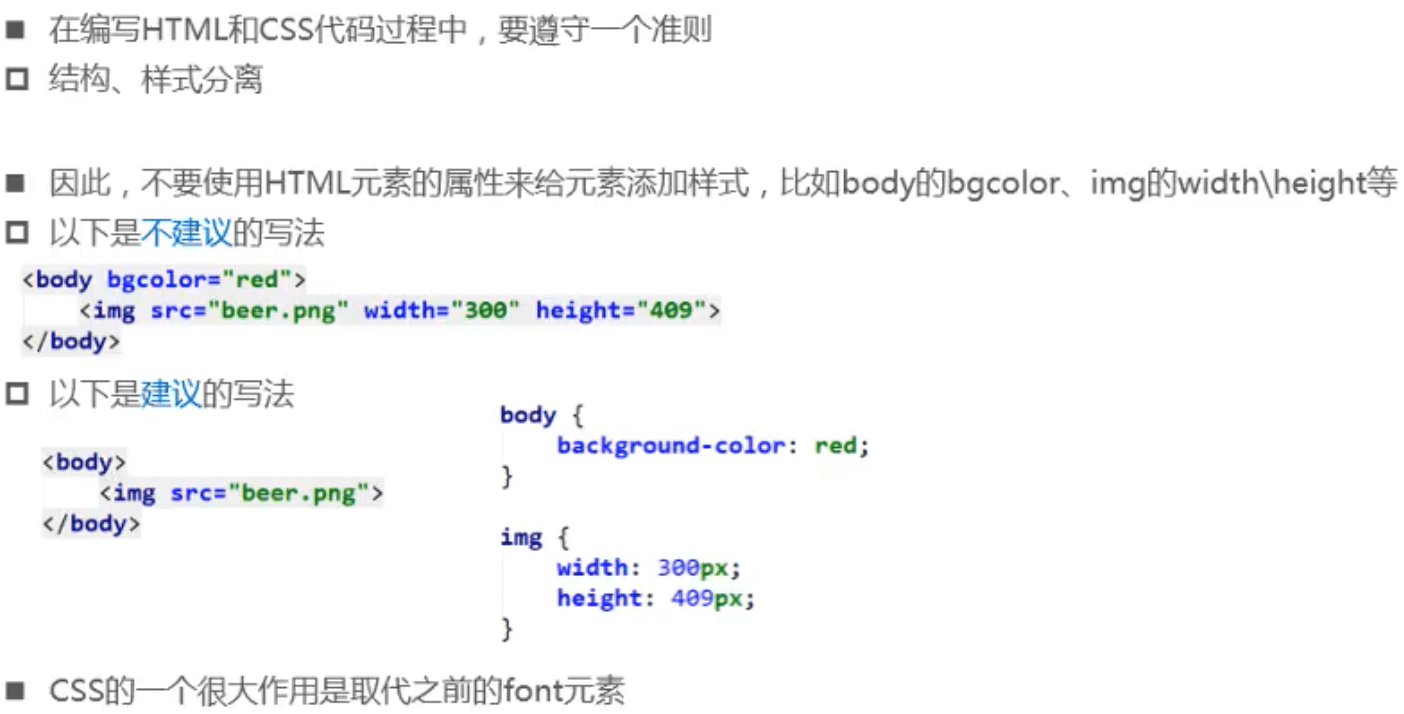 ■ 在编写HTML和CSS代码过程中，要遵守一个准则
□ 结构、样式分离
■ 因此，不要使用HTML元素的属性来给元素添加样式，比如body的bgcolor、img的width\height等
□ 以下是不建议的写法
<body bgcolor="red">
    <img src="beer.png" width="300" height="409">
</body>
□ 以下是建议的写法
<body>
    <img src="beer.png">
</body>
body {
    background-color: red;
}
img {
    width: 300px;
    height: 409px;
}
■ CSS的一个很大作用是取代之前的font元素